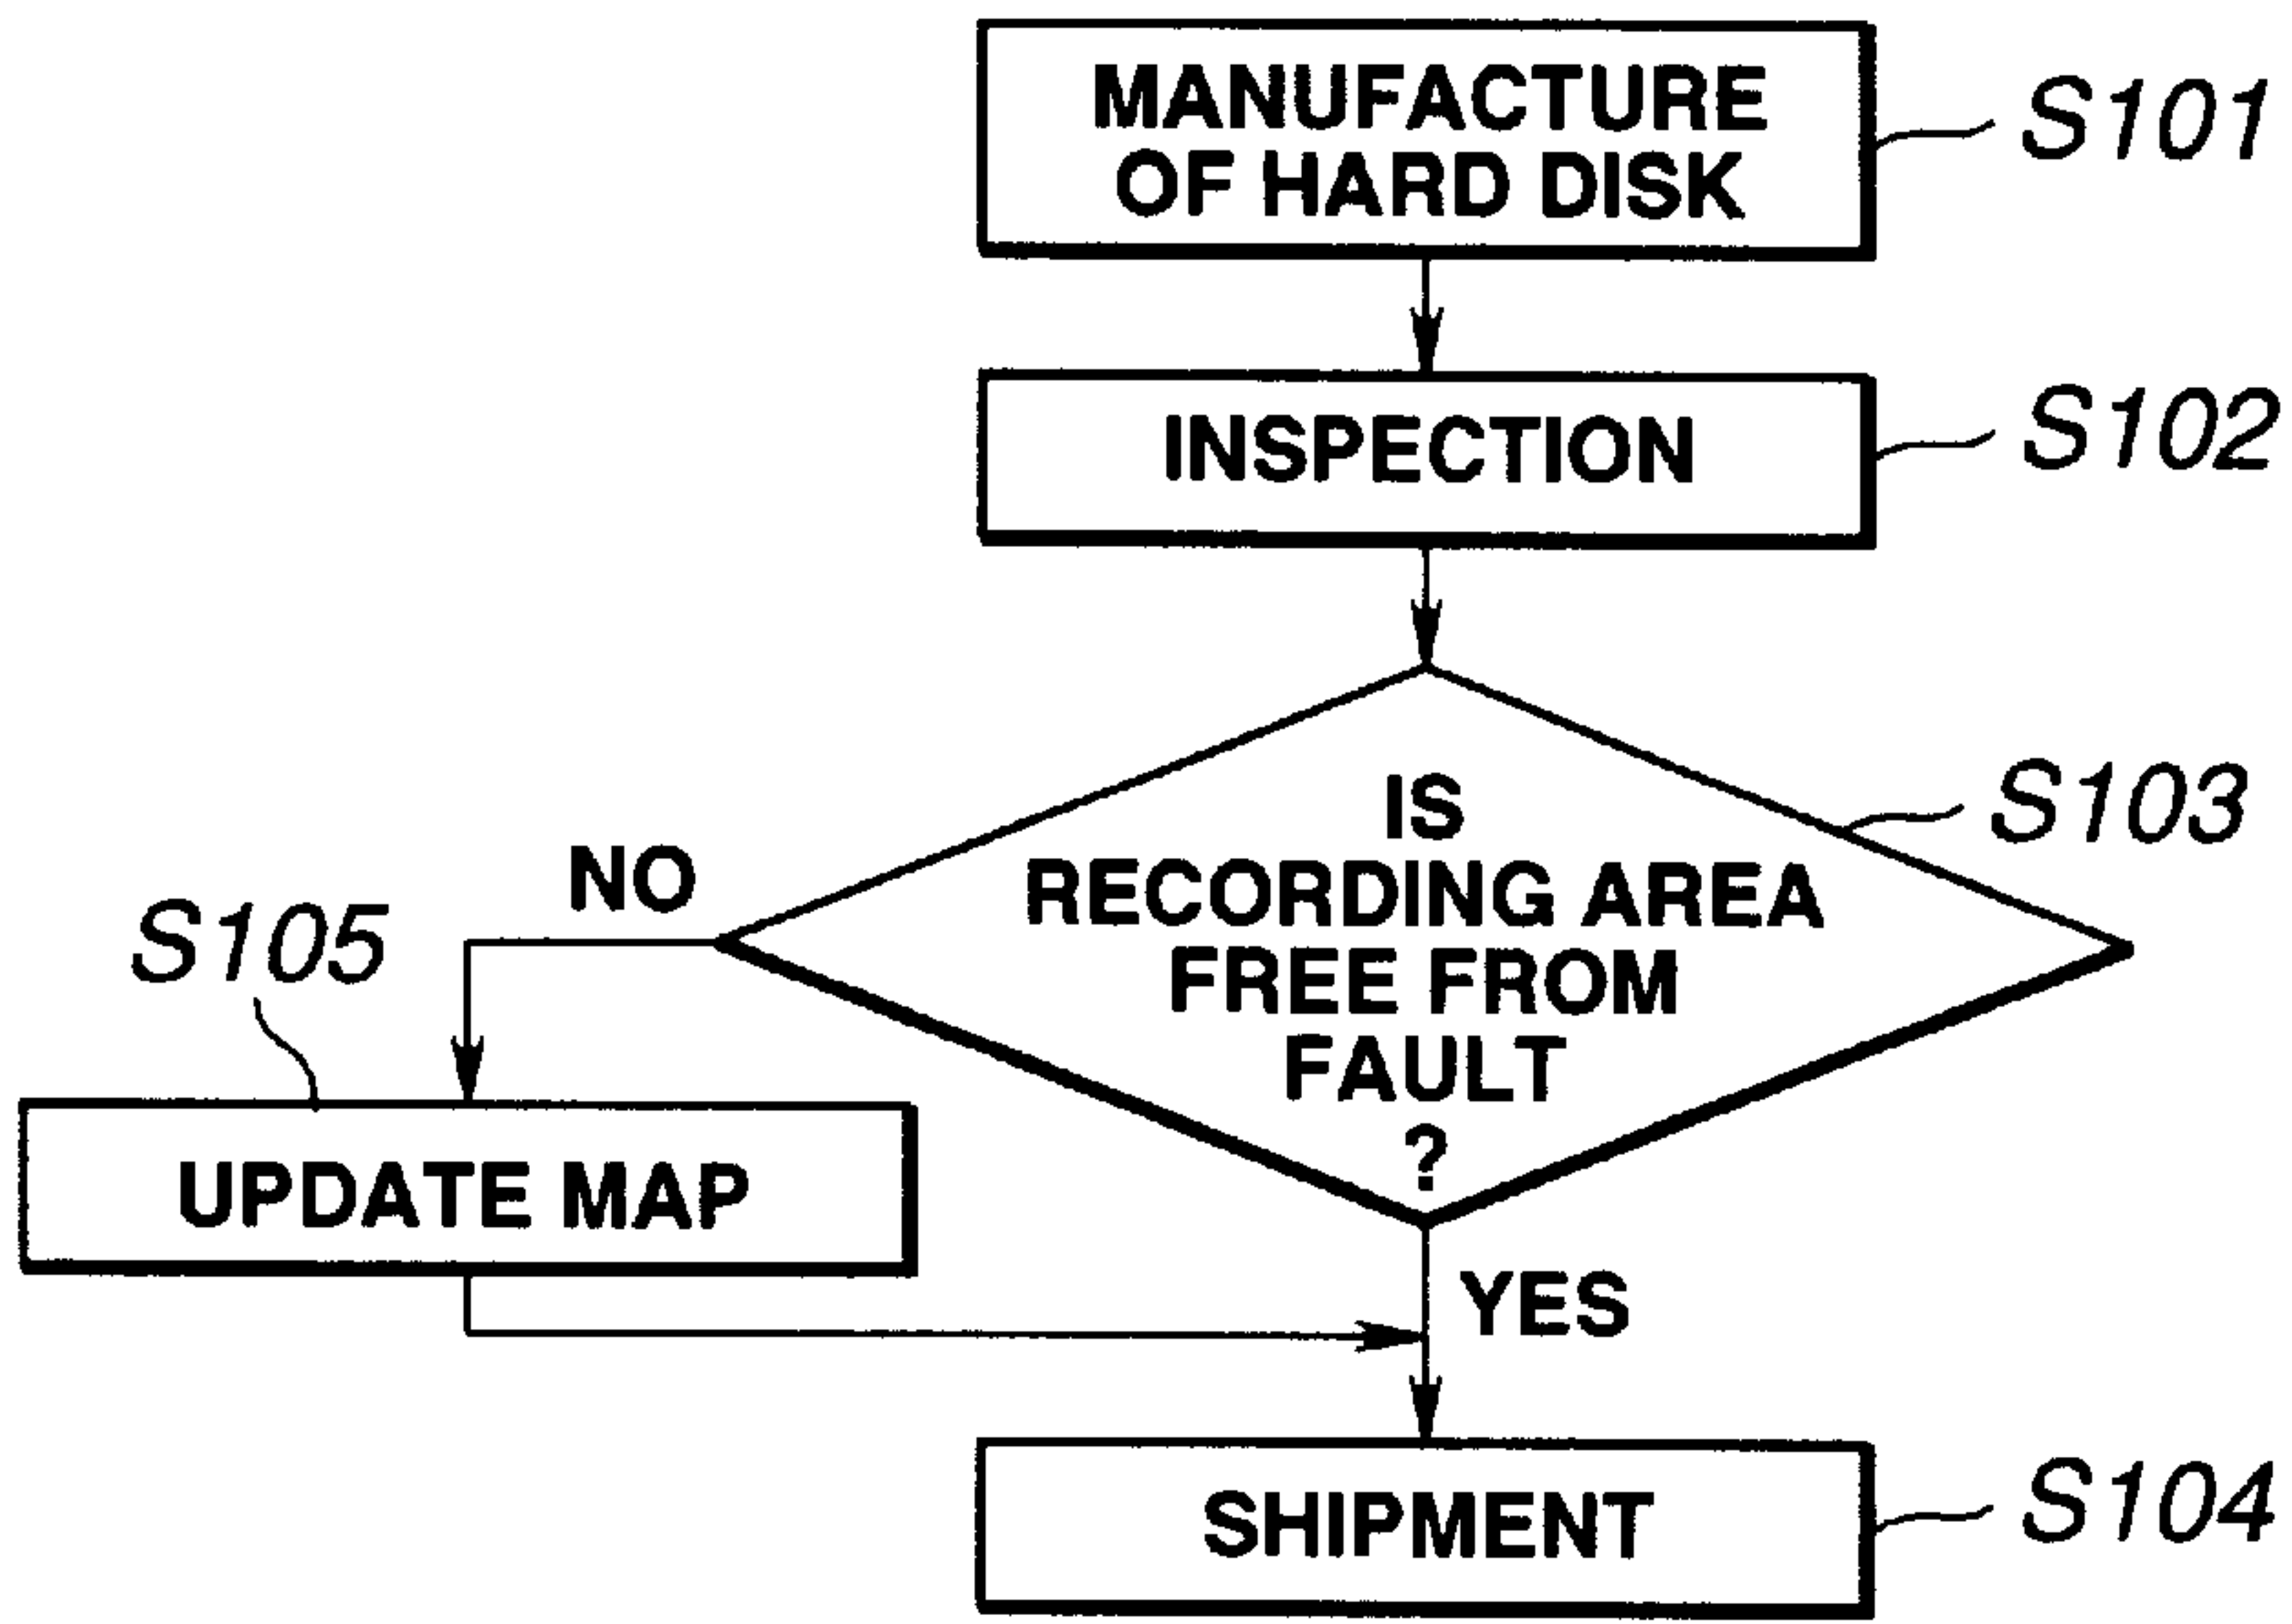 MANUFACTURE
OF HARD DISK
S101
INSPECTION
S102
IS
RECORDING AREA
FREE FROM
FAULT
?
S103
NO
S105
UPDATE MAP
YES
SHIPMENT
S104